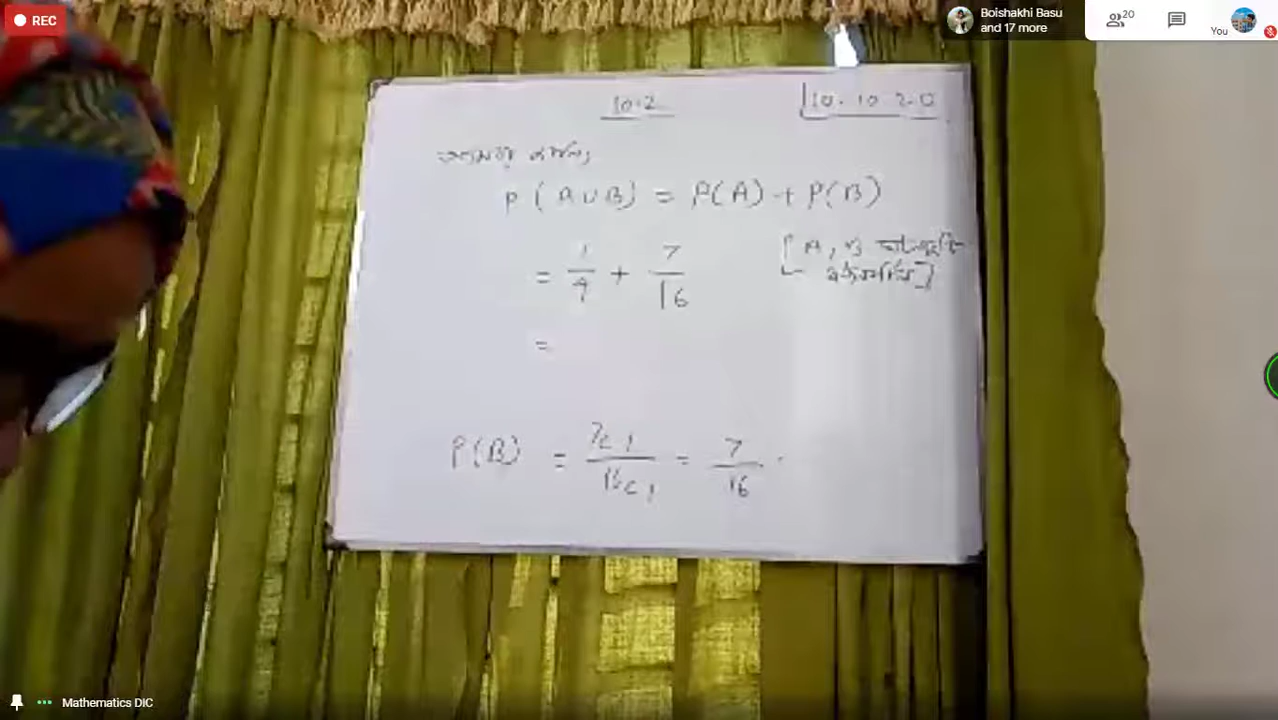 REC
Boishakhi Basu
and 17 more
20
You
10.2
10.10.20
আমরা জানি,
P(A∪B) = P(A) + P(B)
= 1/4 + 7/16 [A, B
=
P(B) = 7c1/16c1 = 7/16
Mathematics DIC